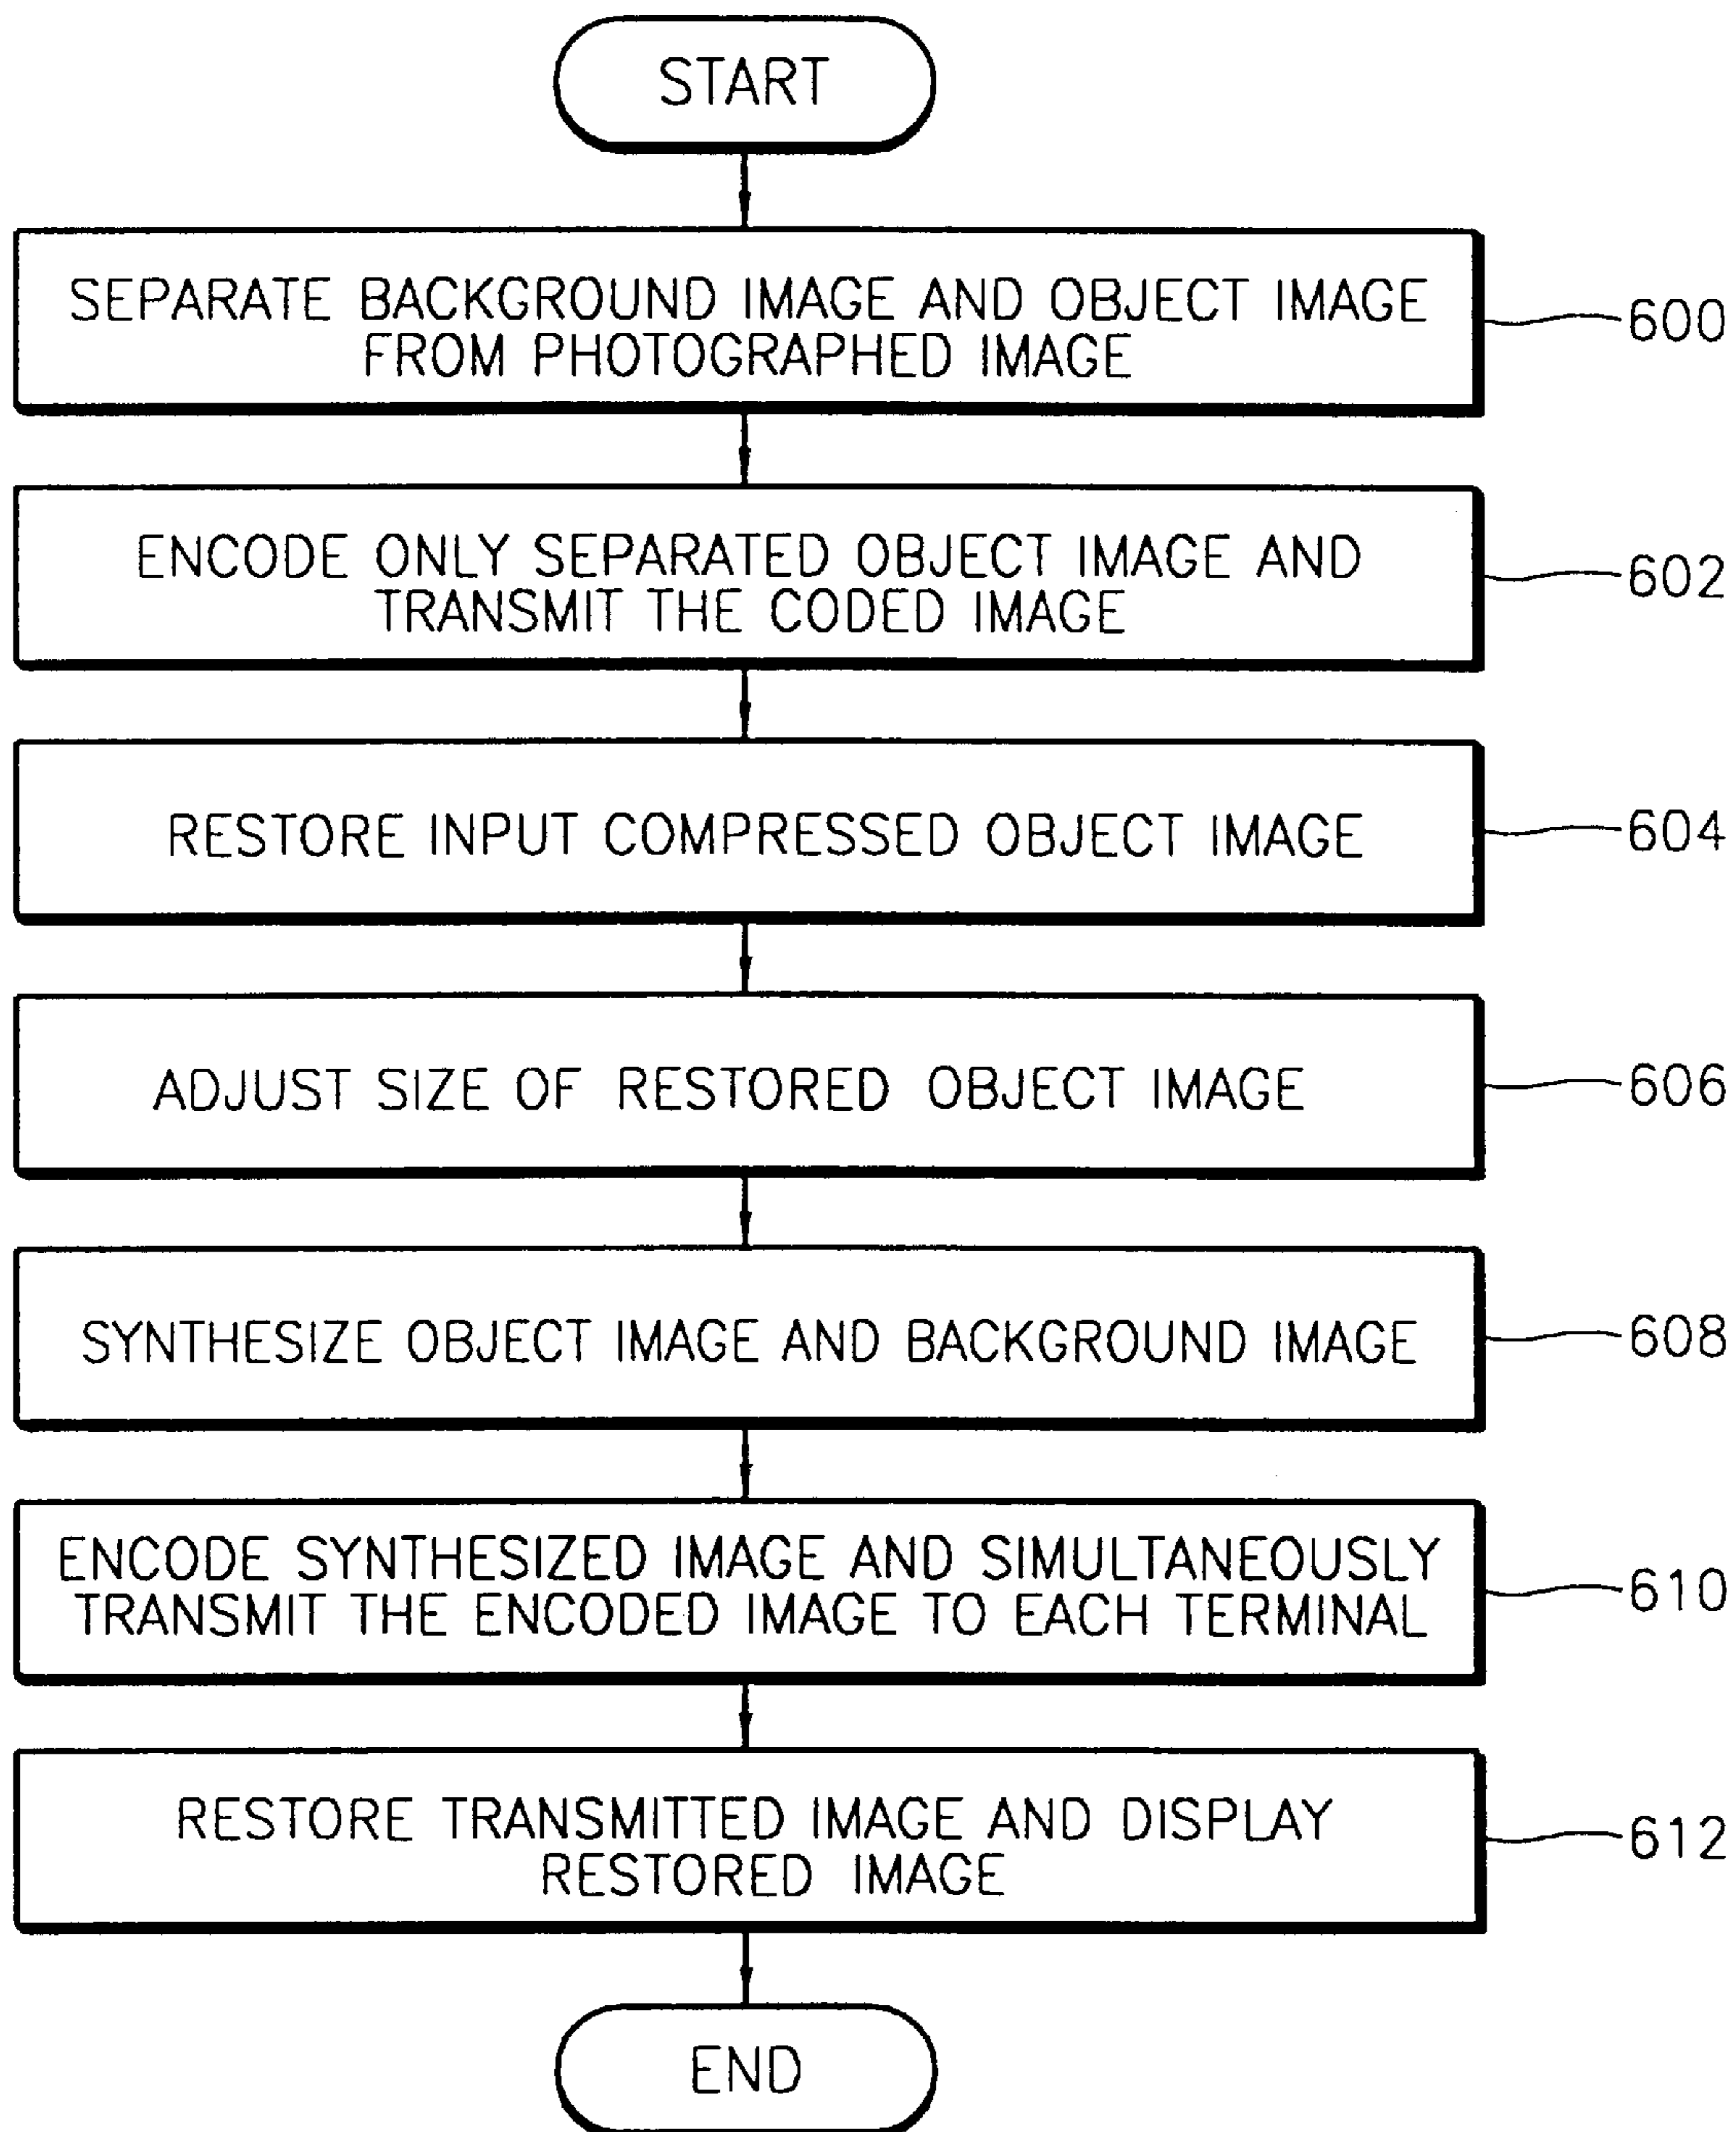 START
SEPARATE BACKGROUND IMAGE AND OBJECT IMAGE
FROM PHOTOGRAPHED IMAGE
600
ENCODE ONLY SEPARATED OBJECT IMAGE AND
TRANSMIT THE CODED IMAGE
602
RESTORE INPUT COMPRESSED OBJECT IMAGE
604
ADJUST SIZE OF RESTORED OBJECT IMAGE
606
SYNTHESIZE OBJECT IMAGE AND BACKGROUND IMAGE
608
ENCODE SYNTHESIZED IMAGE AND SIMULTANEOUSLY
TRANSMIT THE ENCODED IMAGE TO EACH TERMINAL
610
RESTORE TRANSMITTED IMAGE AND DISPLAY
RESTORED IMAGE
612
END